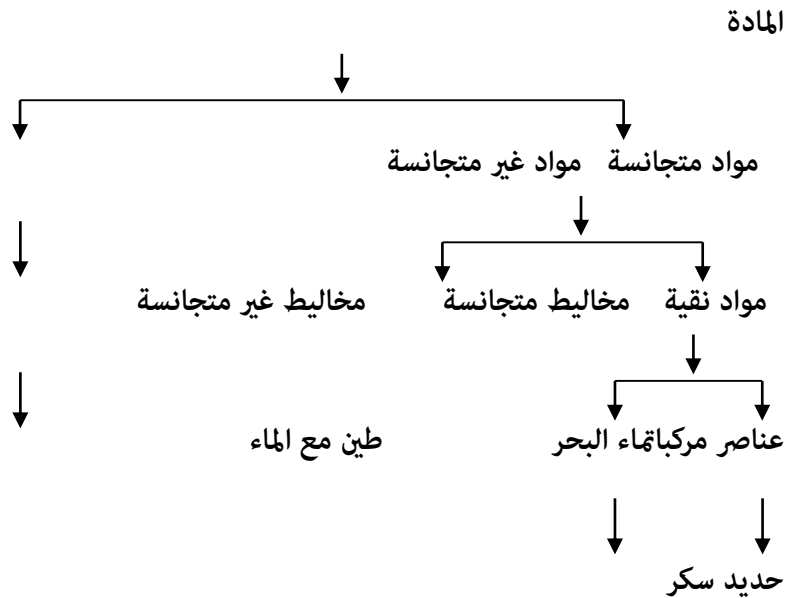 المادة
مواد متجانسة مواد غير متجانسة
مواد نقية مخاليط متجانسة مخاليط غير متجانسة
عناصر مركباتماء البحر طين مع الماء
حديد سكر